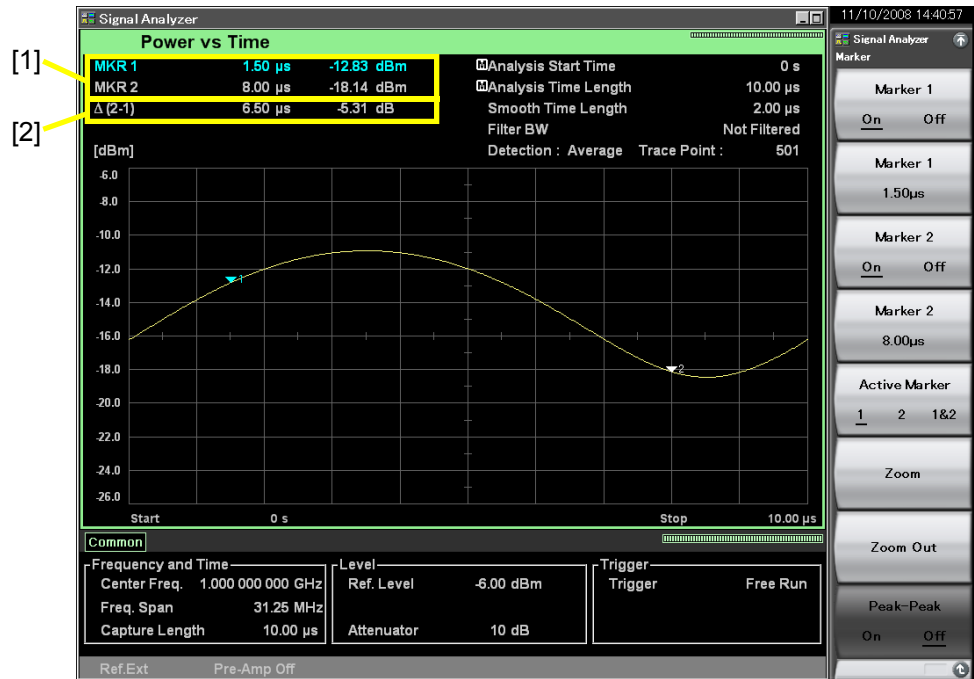 Signal Analyzer
11/10/2008 14:40:57
Power vs Time
[1]
MKR 1 1.50 µs -12.83 dBm
MKR 2 8.00 µs -18.14 dBm
[2]
Δ (2-1) 6.50 µs -5.31 dB
Analysis Start Time 0 s
Analysis Time Length 10.00 µs
Smooth Time Length 2.00 µs
Filter BW Not Filtered
Detection : Average Trace Point : 501
[dBm]
-6.0
-8.0
-10.0
-12.0
-14.0
-16.0
-18.0
-20.0
-22.0
-24.0
-26.0
1
2
Start 0 s Stop 10.00 µs
Common
Frequency and Time
Center Freq. 1.000 000 000 GHz
Freq. Span 31.25 MHz
Capture Length 10.00 µs
Level
Ref. Level -6.00 dBm
Attenuator 10 dB
Trigger
Trigger Free Run
Ref.Ext Pre-Amp Off
Signal Analyzer
Marker
Marker 1
On Off
Marker 1
1.50µs
Marker 2
On Off
Marker 2
8.00µs
Active Marker
1 2 1&2
Zoom
Zoom Out
Peak-Peak
On Off